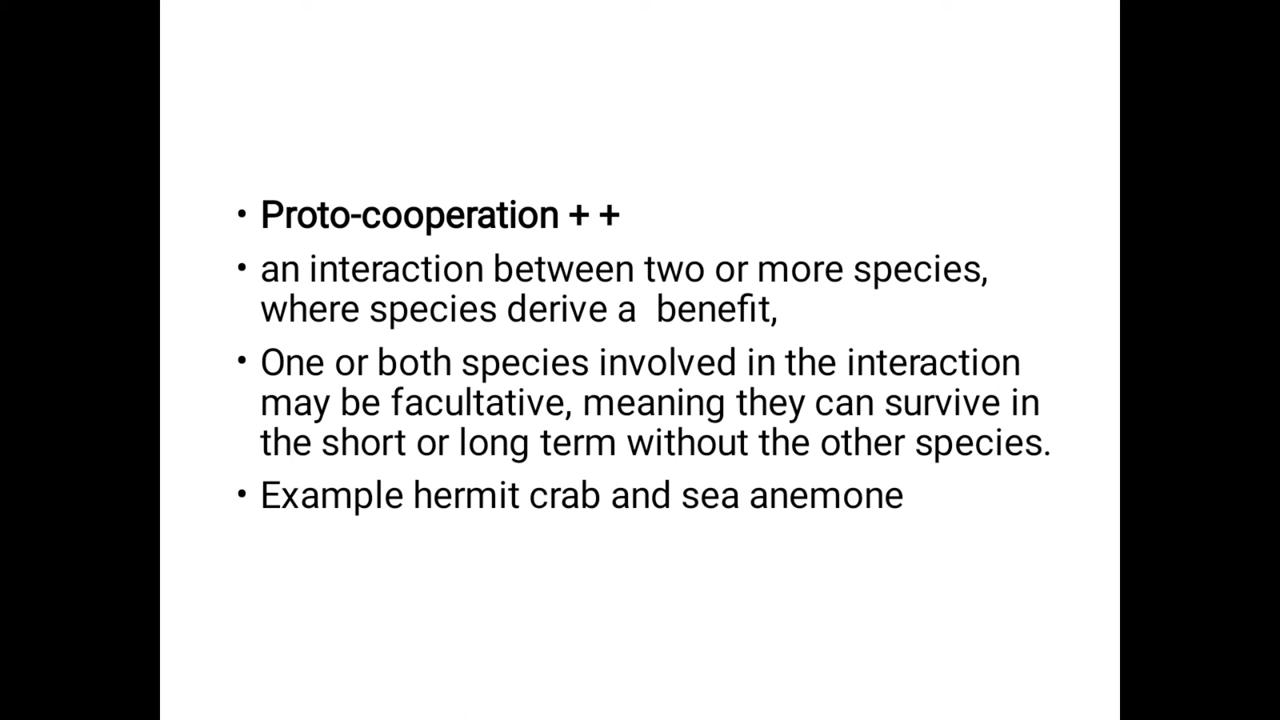 • Proto-cooperation + +
• an interaction between two or more species,
where species derive a  benefit,
• One or both species involved in the interaction
may be facultative, meaning they can survive in
the short or long term without the other species.
• Example hermit crab and sea anemone